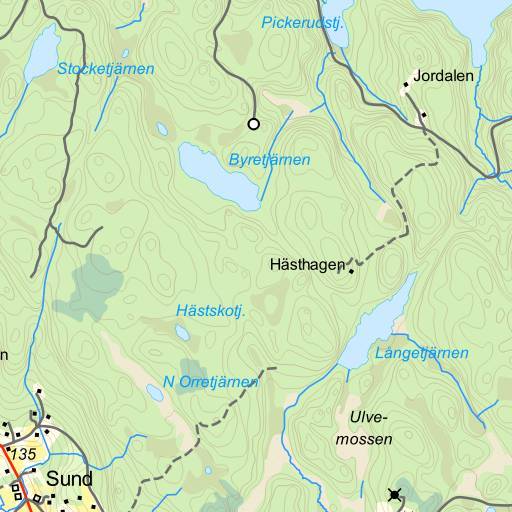 Pickerudstj.
Stocketjärnen
Jordalen
Byretjärnen
Hästhagen
Hästskotj.
Långetjärnen
n
N Orretjärnen
Ulve-
mossen
135
Sund